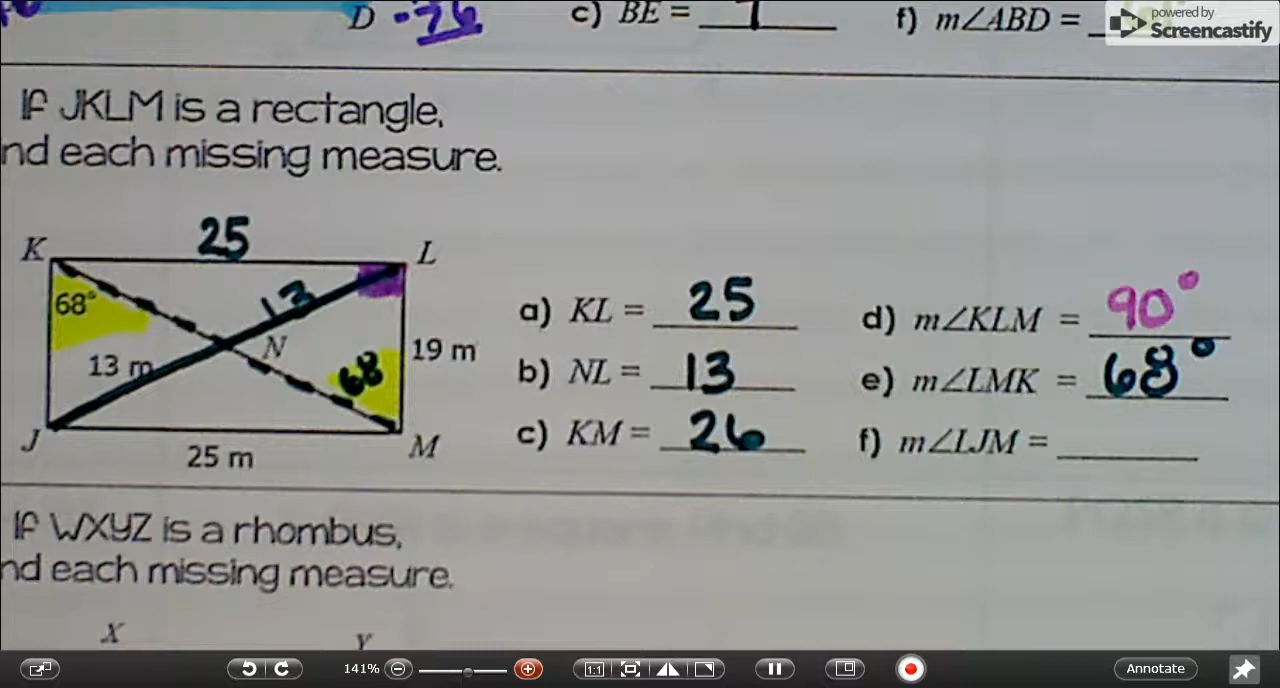 D -76 c) BE = f) m∠ABD =
powered by
Screencastify
If JKLM is a rectangle,
nd each missing measure.
K 25 L
68° 13
13 m N 68 19 m
J 25 m M
a) KL = 25 d) m∠KLM = 90°
b) NL = 13 e) m∠LMK = 68°
c) KM = 26 f) m∠LJM =
If WXYZ is a rhombus,
nd each missing measure.
X Y
141% 1:1 Annotate